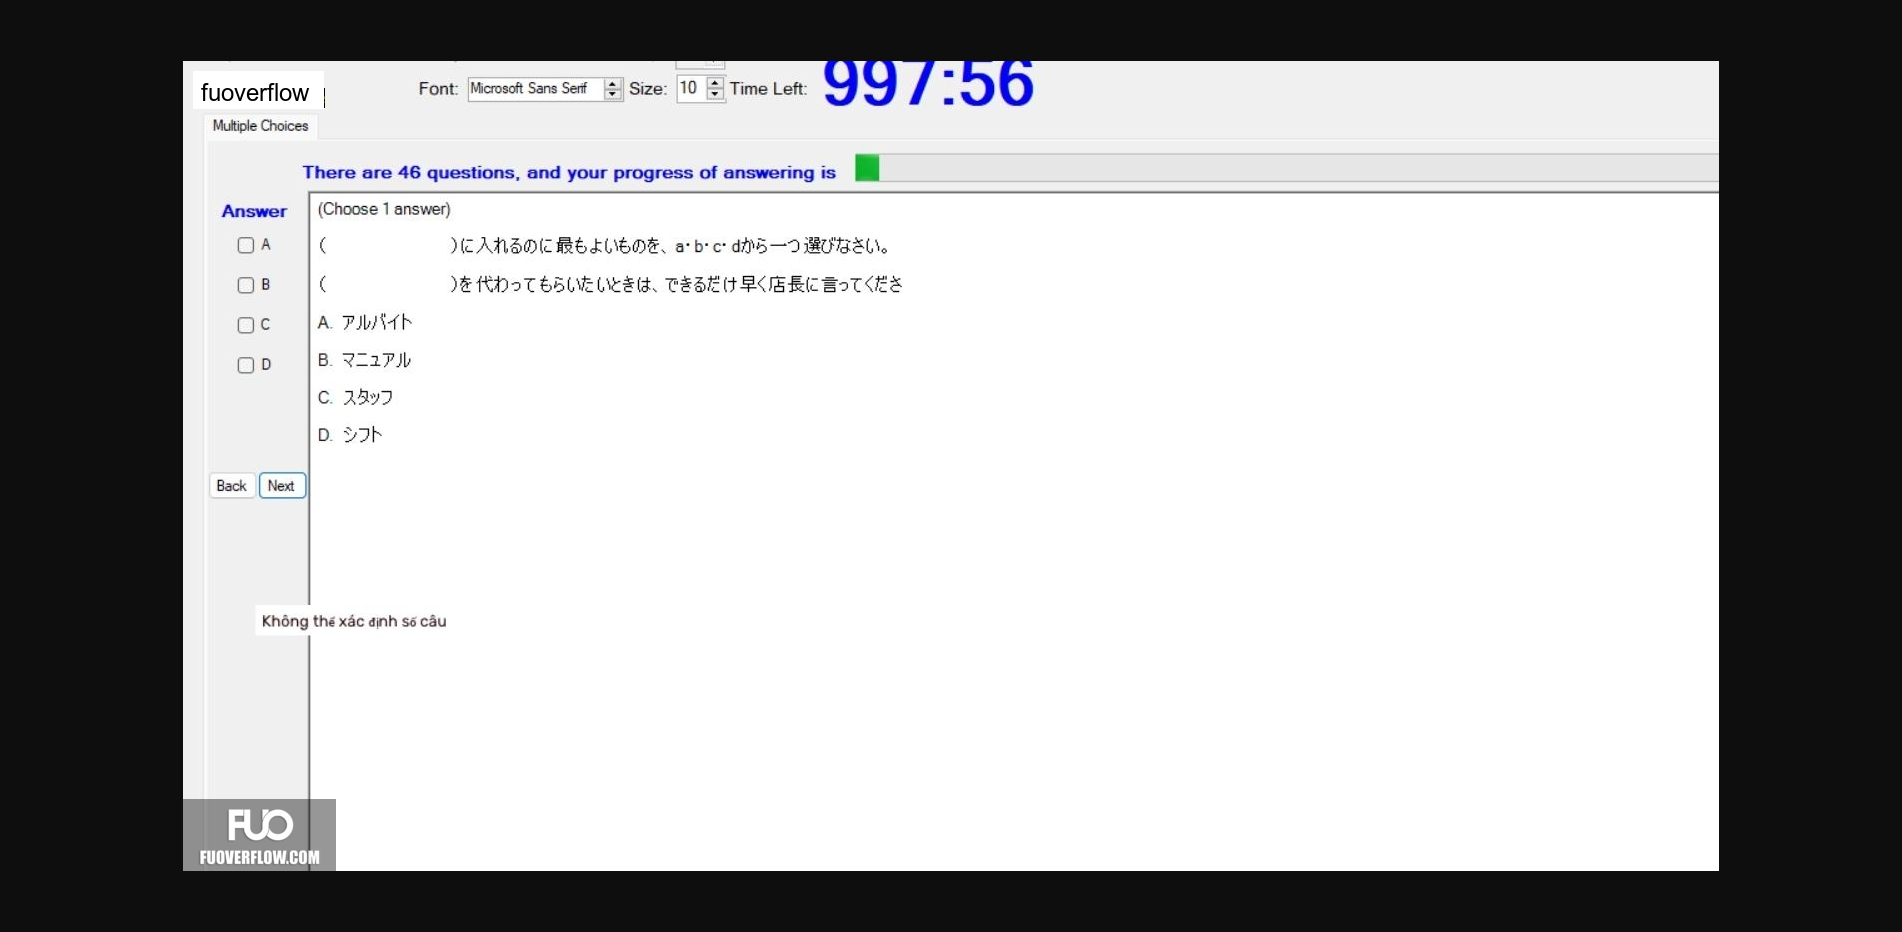 fuoverflow
Font: Microsoft Sans Serif Size: 10 Time Left: 997:56
Multiple Choices
There are 46 questions, and your progress of answering is
Answer
(Choose 1 answer)
A
( )に入れるのに最もよいものを、a・b・c・dから一つ選びなさい。
B
( )を代わってもらいたいときは、できるだけ早く店長に言ってくださ
C
A. アルバイト
D
B. マニュアル
C. スタッフ
D. シフト
Back Next
Không thể xác định số câu
FUO
FUOVERFLOW.COM